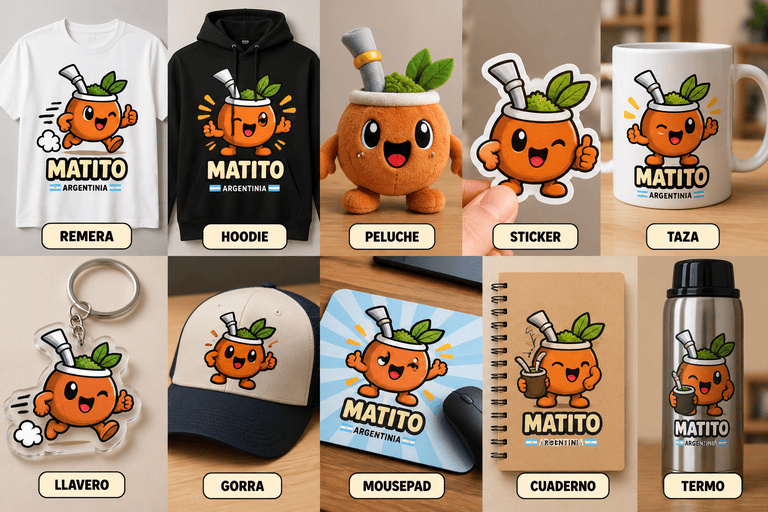 MATITO
ARGENTINIA
REMERA
MATITO
ARGENTINIA
HOODIE
PELUCHE
STICKER
MATITO
ARGENTINIA
TAZA
LLAVERO
GORRA
MATITO
ARGENTINIA
MOUSEPAD
MATITO
ARGENTINIA
CUADERNO
MATITO
ARGENTINIA
TERMO